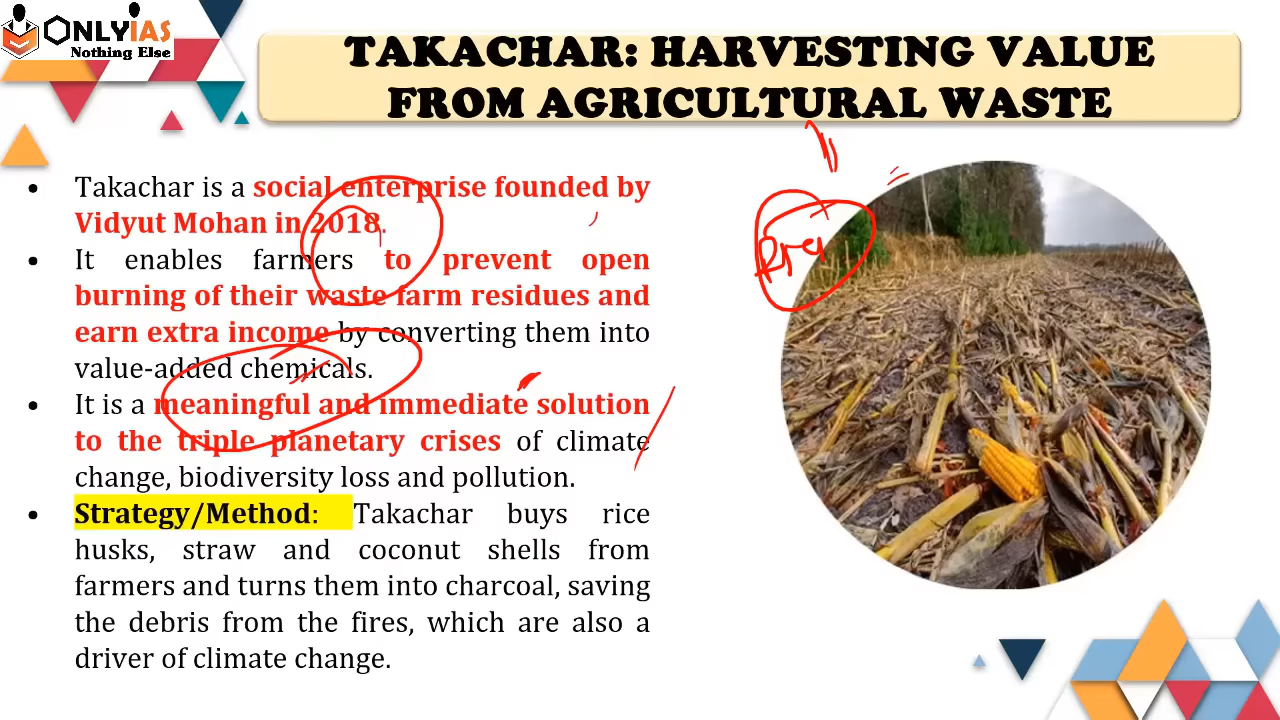 ONLYIAS
Nothing Else
TAKACHAR: HARVESTING VALUE
FROM AGRICULTURAL WASTE
• Takachar is a social enterprise founded by
Vidyut Mohan in 2018.
• It enables farmers to prevent open
burning of their waste farm residues and
earn extra income by converting them into
value-added chemicals.
• It is a meaningful and immediate solution
to the triple planetary crises of climate
change, biodiversity loss and pollution.
• Strategy/Method: Takachar buys rice
husks, straw and coconut shells from
farmers and turns them into charcoal, saving
the debris from the fires, which are also a
driver of climate change.